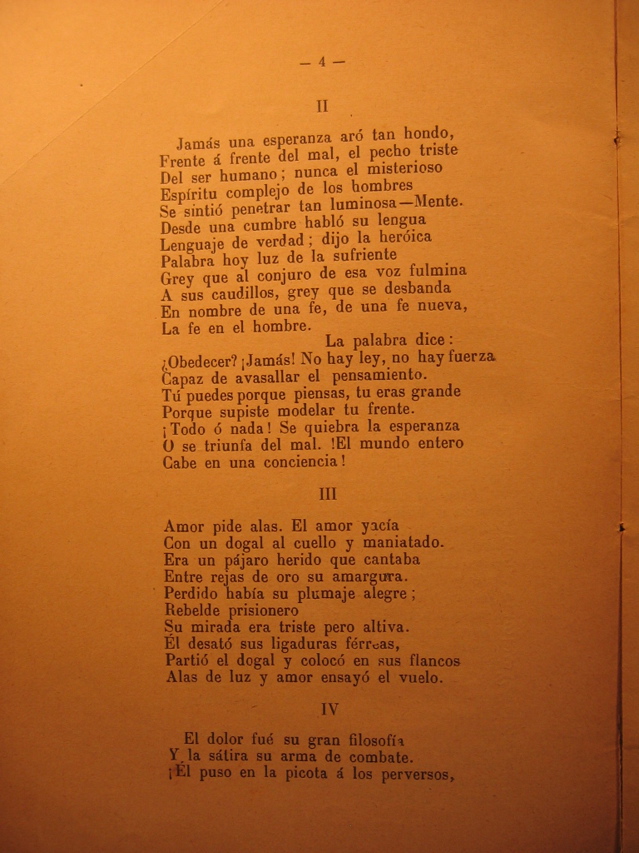 — 4 —
II
Jamás una esperanza aró tan hondo,
Frente á frente del mal, el pecho triste
Del ser humano; nunca el misterioso
Espíritu complejo de los hombres
Se sintió penetrar tan luminosa—Mente.
Desde una cumbre habló su lengua
Lenguaje de verdad; dijo la heróica
Palabra hoy luz de la sufriente
Grey que al conjuro de esa voz fulmina
A sus caudillos, grey que se desbanda
En nombre de una fe, de una fe nueva,
La fe en el hombre.
La palabra dice:
¿Obedecer? ¡Jamás! No hay ley, no hay fuerza
Capaz de avasallar el pensamiento.
Tú puedes porque piensas, tu eras grande
Porque supiste modelar tu frente.
¡Todo ó nada! Se quiebra la esperanza
O se triunfa del mal. !El mundo entero
Cabe en una conciencia!
III
Amor pide alas. El amor yacía
Con un dogal al cuello y maniatado.
Era un pájaro herido que cantaba
Entre rejas de oro su amargura.
Perdido había su plumaje alegre;
Rebelde prisionero
Su mirada era triste pero altiva.
Él desató sus ligaduras férreas,
Partió el dogal y colocó en sus flancos
Alas de luz y amor ensayó el vuelo.
IV
El dolor fué su gran filosofía
Y la sátira su arma de combate.
¡Él puso en la picota á los perversos,